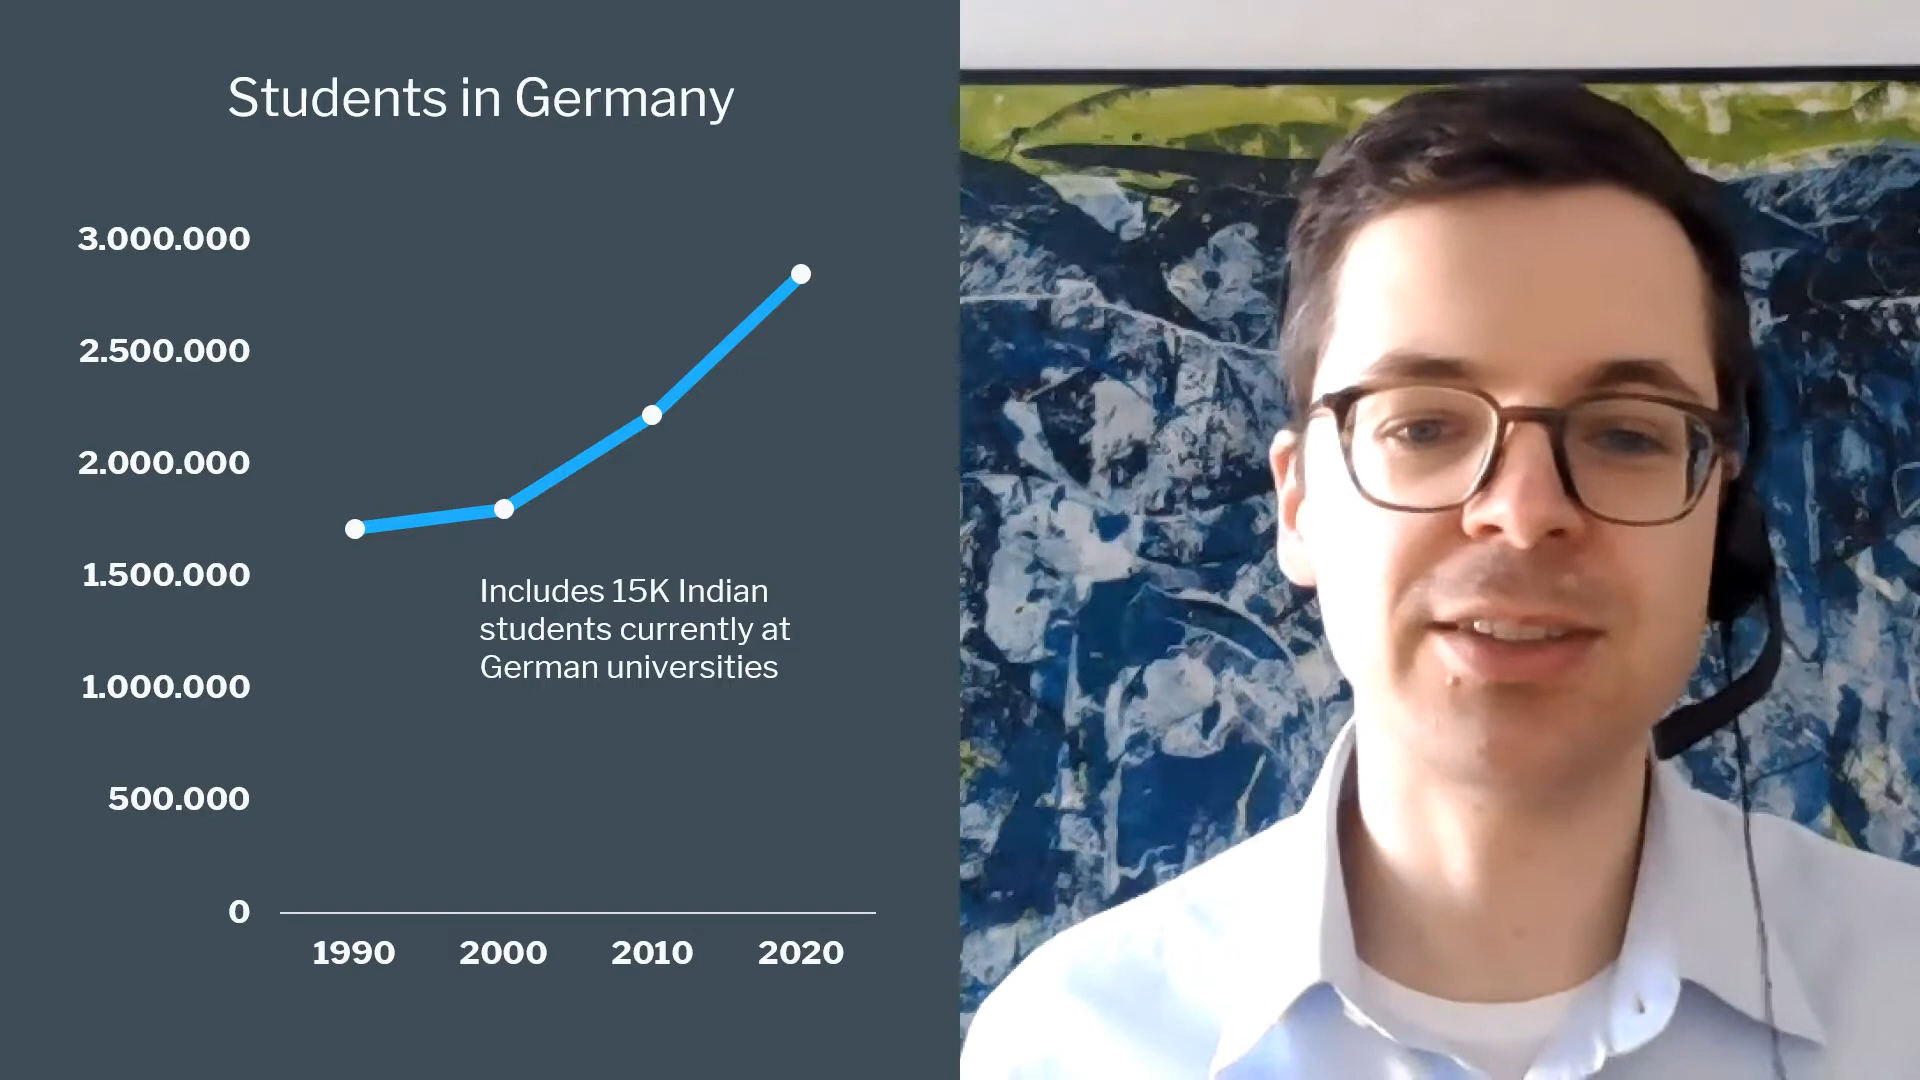 Students in Germany
3.000.000
2.500.000
2.000.000
1.500.000
1.000.000
500.000
0
Includes 15K Indian
students currently at
German universities
1990 2000 2010 2020